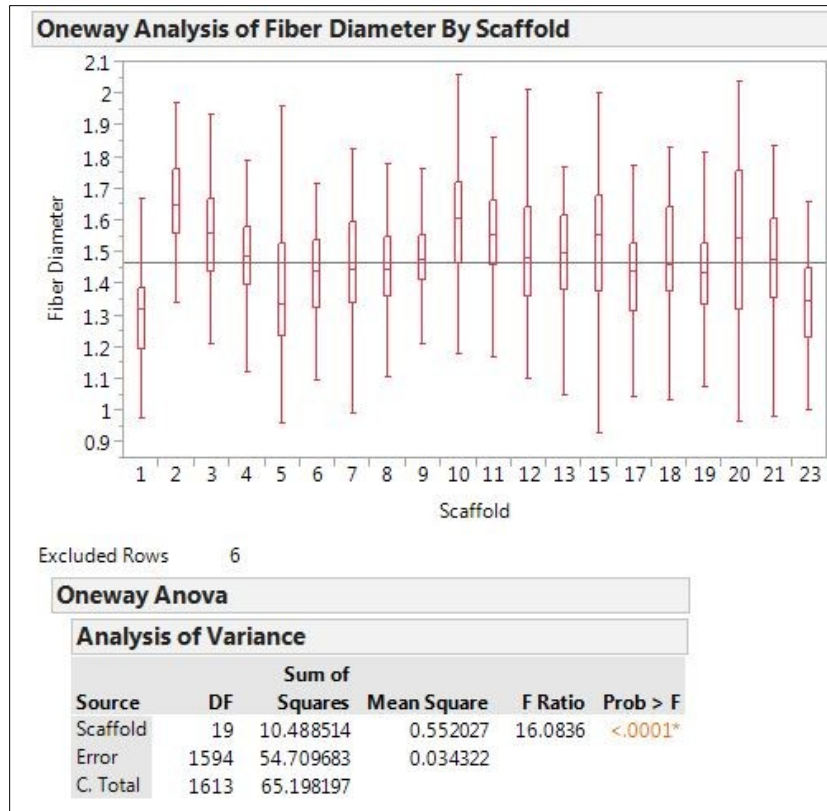 Oneway Analysis of Fiber Diameter By Scaffold
2.1
2
1.9
1.8
1.7
1.6
1.5
1.4
1.3
1.2
1.1
1
0.9
Fiber Diameter
1 2 3 4 5 6 7 8 9 10 11 12 13 15 17 18 19 20 21 23
Scaffold
Excluded Rows 6
Oneway Anova
Analysis of Variance
Sum of
Source DF Squares Mean Square F Ratio Prob > F
Scaffold 19 10.488514 0.552027 16.0836 <.0001*
Error 1594 54.709683 0.034322
C. Total 1613 65.198197